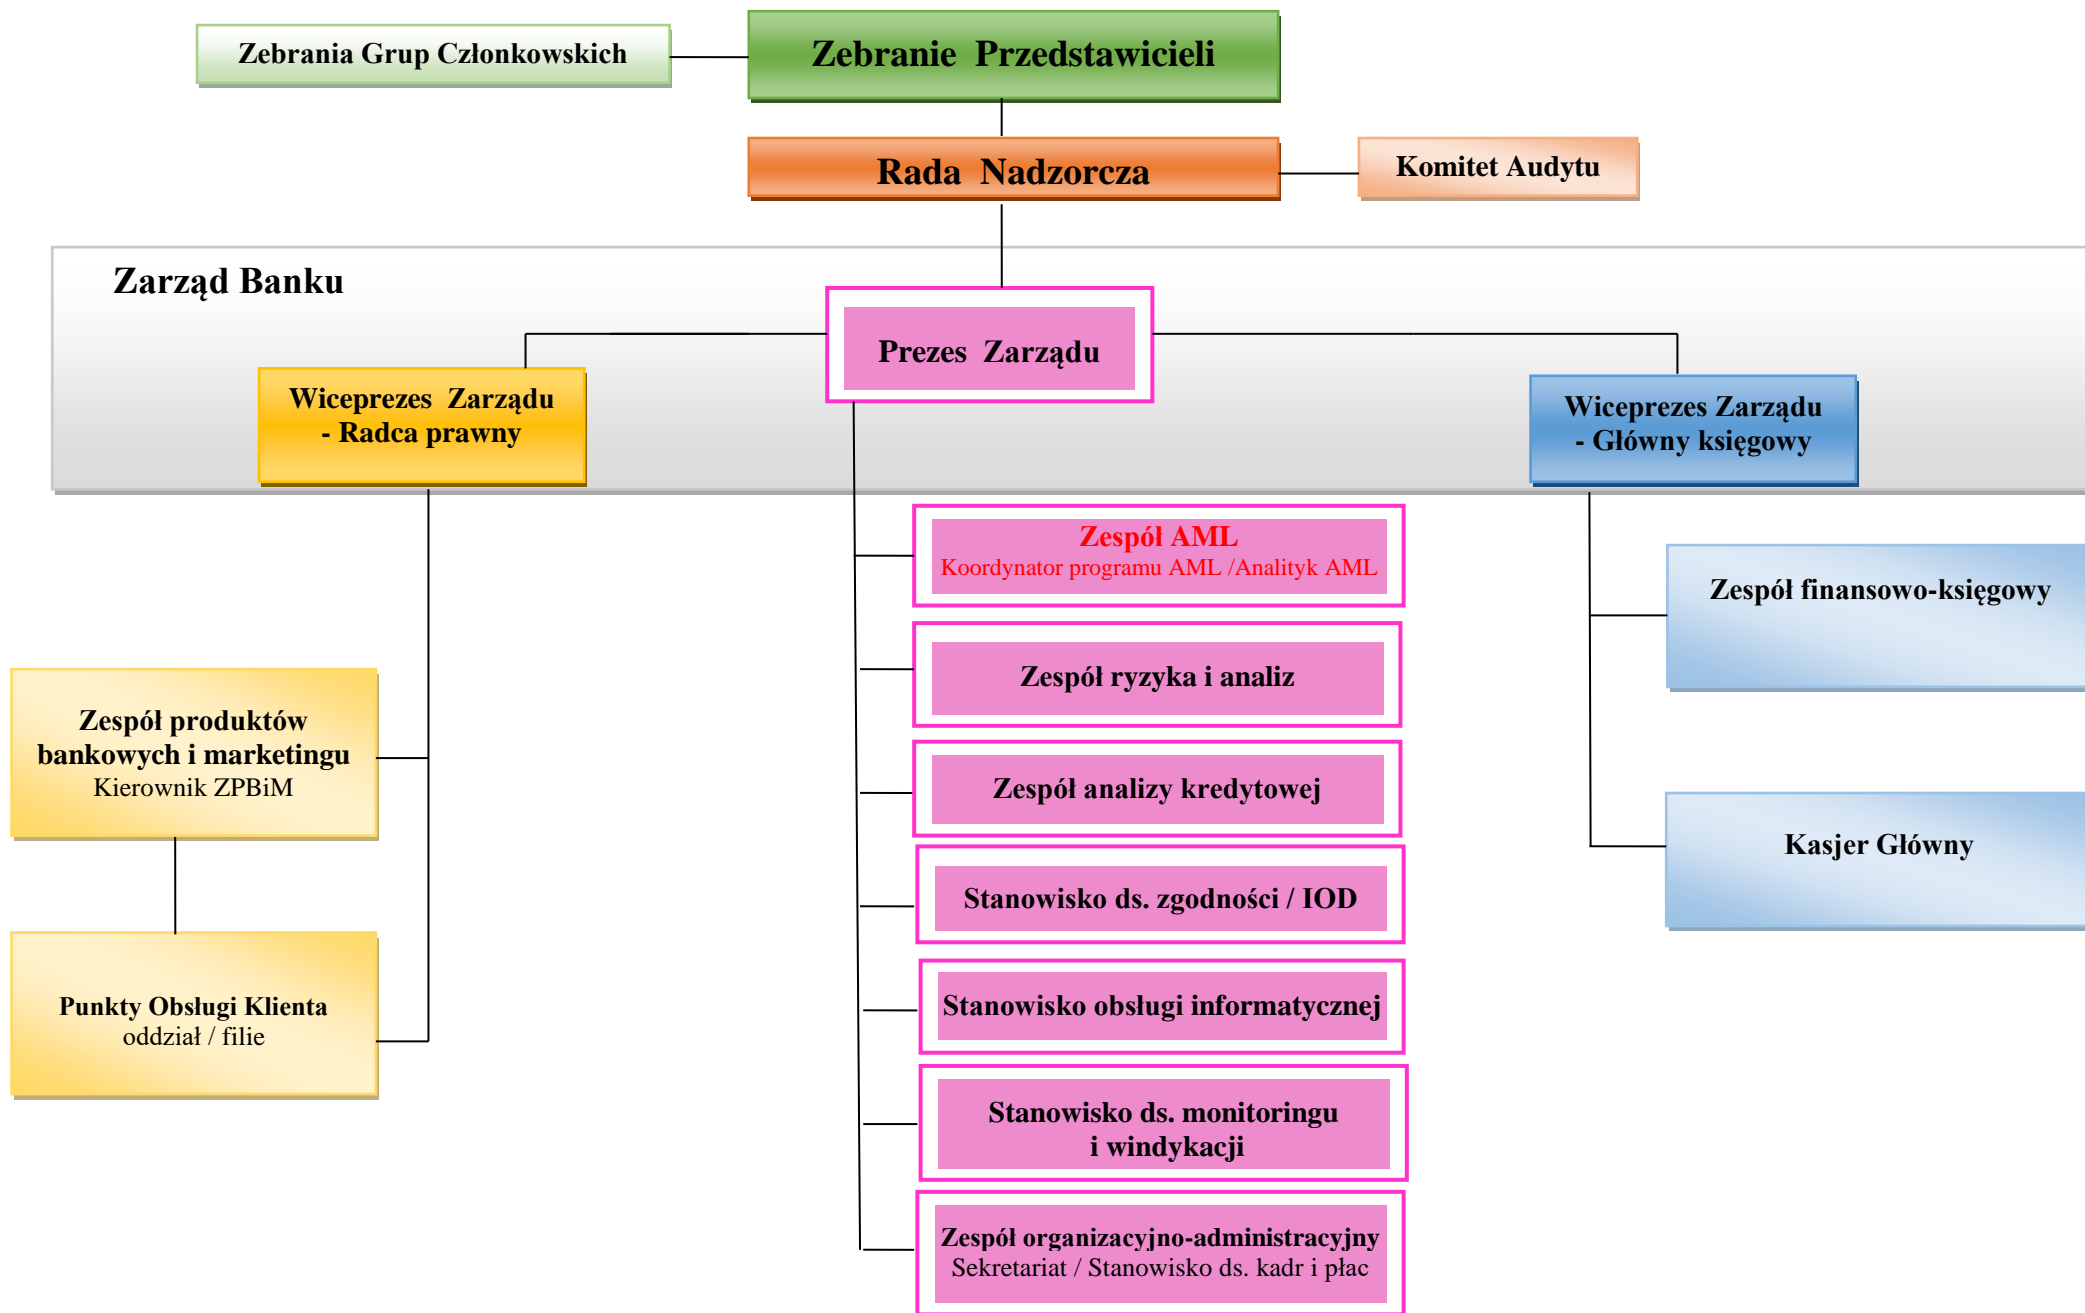 Zebrania Grup Członkowskich
Zebranie Przedstawicieli
Rada Nadzorcza
Komitet Audytu
Zarząd Banku
Prezes Zarządu
Wiceprezes Zarządu
- Radca prawny
Wiceprezes Zarządu
- Główny księgowy
Zespół AML
Koordynator programu AML /Analityk AML
Zespół ryzyka i analiz
Zespół analizy kredytowej
Stanowisko ds. zgodności / IOD
Stanowisko obsługi informatycznej
Stanowisko ds. monitoringu
i windykacji
Zespół organizacyjno-administracyjny
Sekretariat / Stanowisko ds. kadr i płac
Zespół produktów
bankowych i marketingu
Kierownik ZPBiM
Punkty Obsługi Klienta
oddział / filie
Zespół finansowo-księgowy
Kasjer Główny